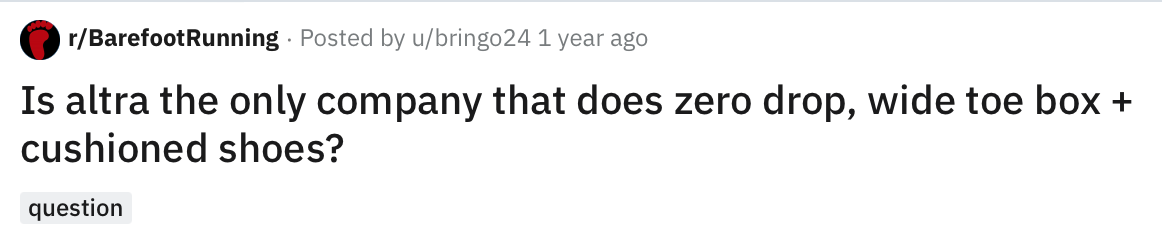 r/BarefootRunning · Posted by u/bringo24 1 year ago
Is altra the only company that does zero drop, wide toe box +
cushioned shoes?
question